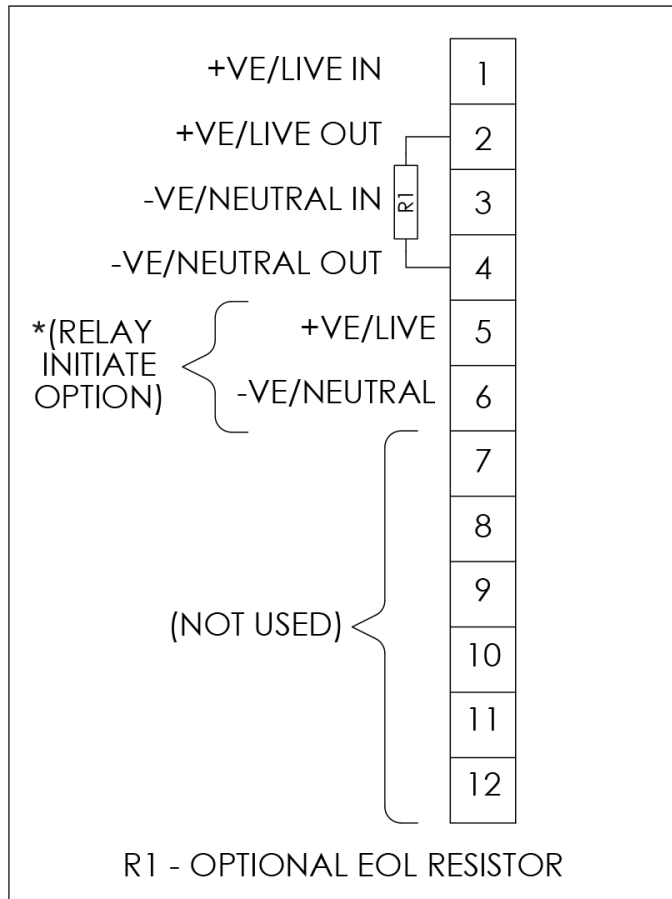 +VE/LIVE IN 1
+VE/LIVE OUT 2
-VE/NEUTRAL IN R1 3
-VE/NEUTRAL OUT 4
*(RELAY
INITIATE
OPTION)
+VE/LIVE 5
-VE/NEUTRAL 6
7
8
9
(NOT USED)
10
11
12
R1 - OPTIONAL EOL RESISTOR